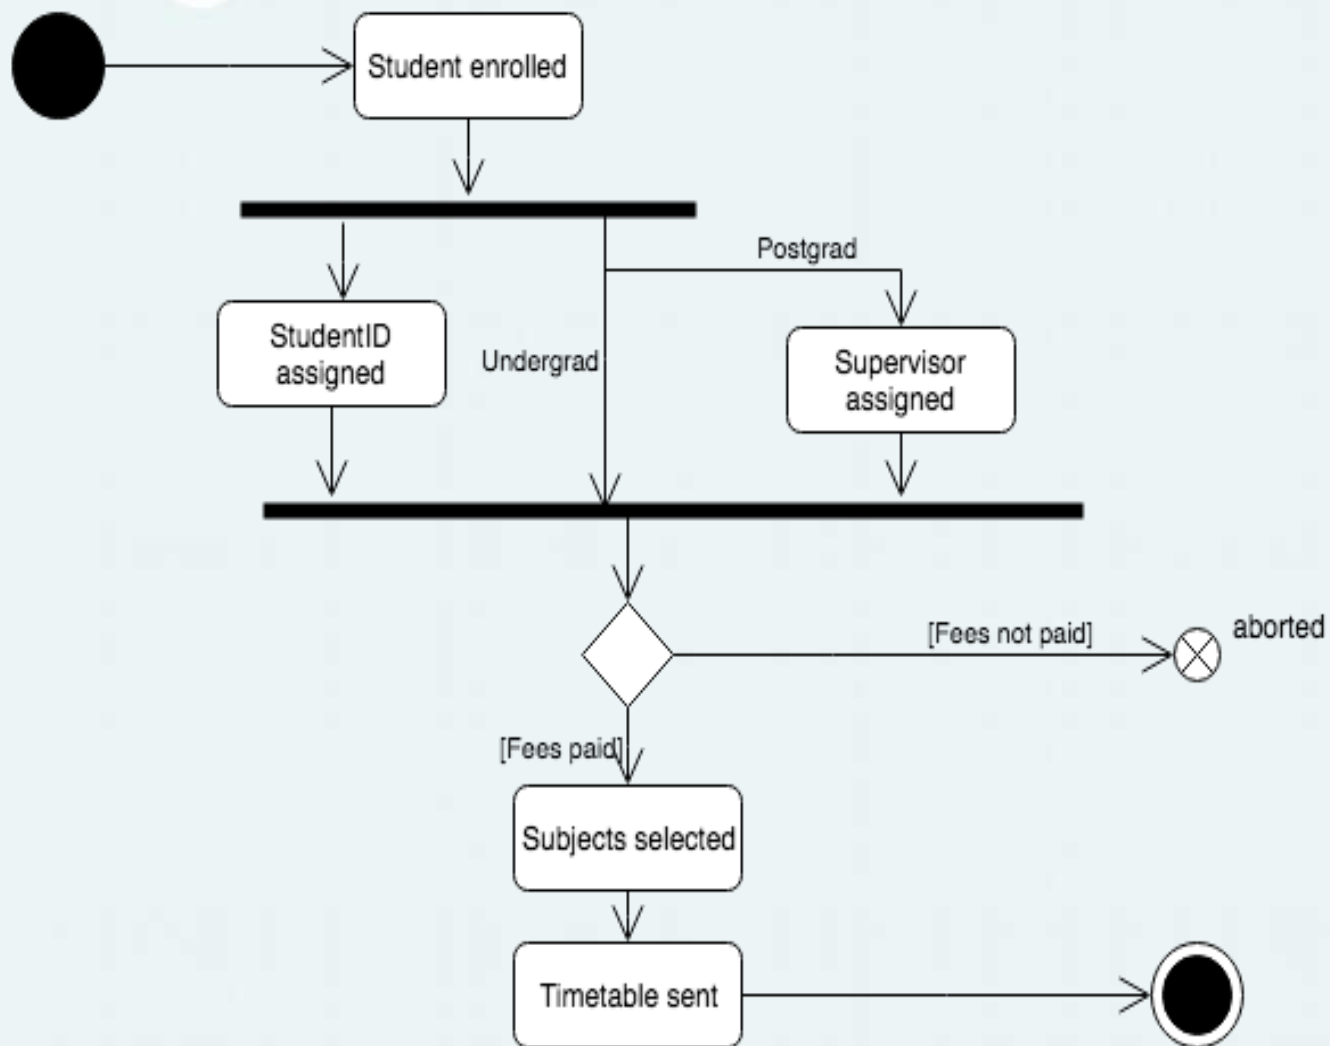 Student enrolled
Postgrad
StudentID
assigned
Undergrad
Supervisor
assigned
[Fees not paid]
aborted
[Fees paid]
Subjects selected
Timetable sent